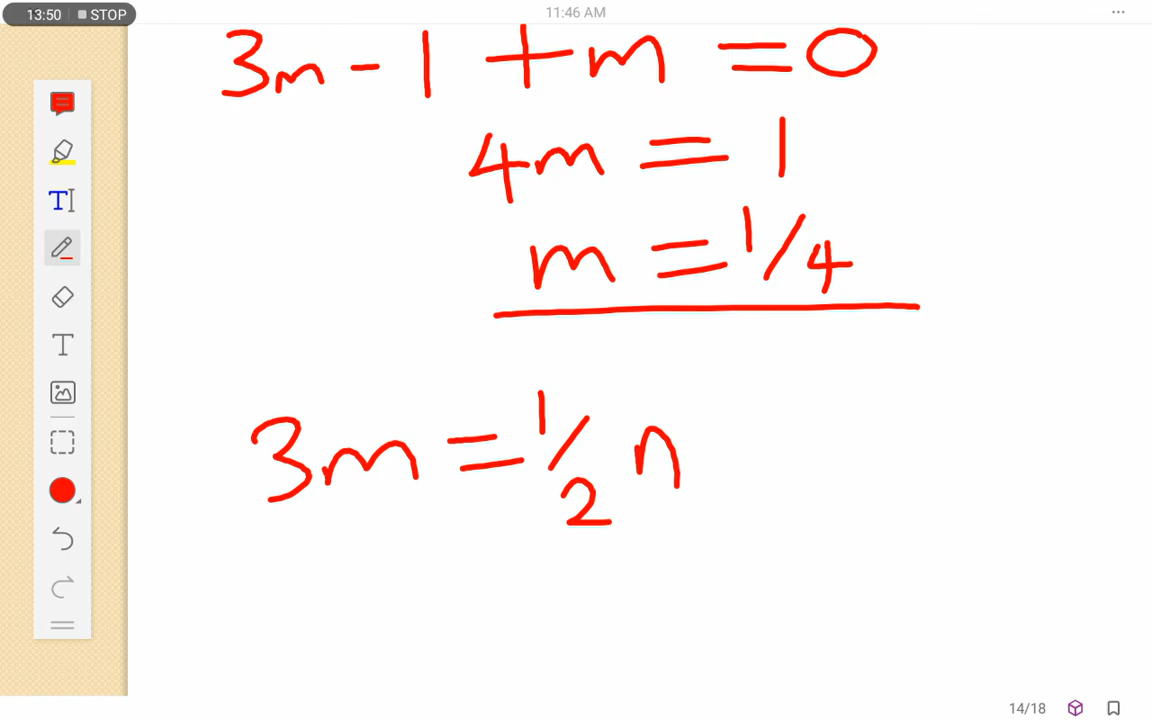 13:50 STOP
11:46 AM
3m - 1 + m = 0
4m = 1
m = 1/4
3m = 1/2 n
T
T
14/18